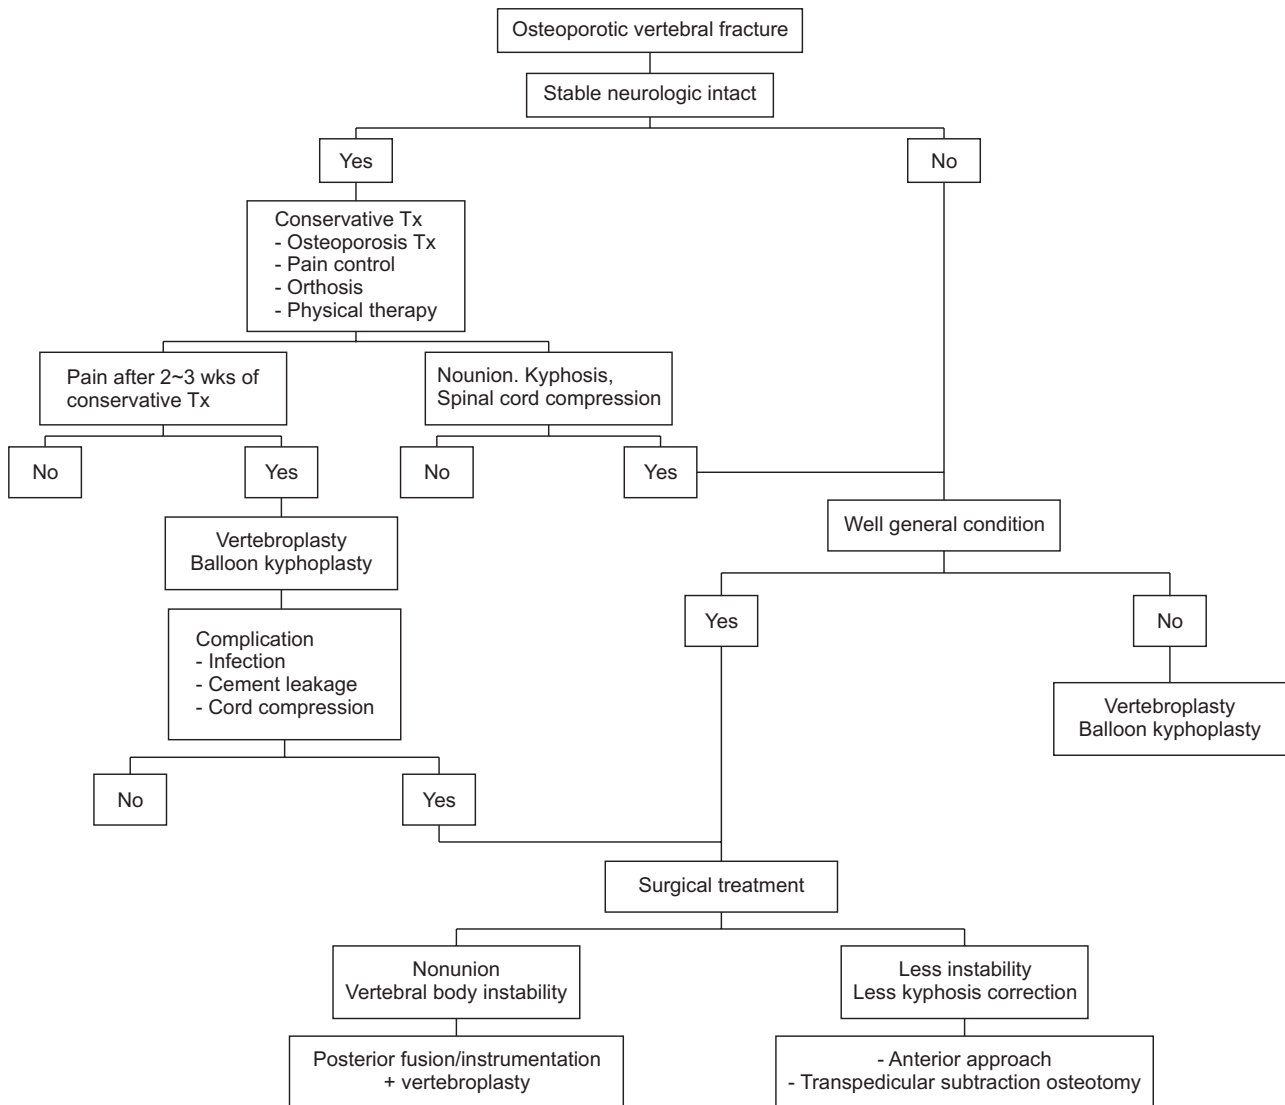 Osteoporotic vertebral fracture
Stable neurologic intact
Yes
No
Conservative Tx
- Osteoporosis Tx
- Pain control
- Orthosis
- Physical therapy
Pain after 2~3 wks of
conservative Tx
Nounion. Kyphosis,
Spinal cord compression
No
Yes
No
Yes
Well general condition
Vertebroplasty
Balloon kyphoplasty
Yes
No
Complication
- Infection
- Cement leakage
- Cord compression
Vertebroplasty
Balloon kyphoplasty
No
Yes
Surgical treatment
Nonunion
Vertebral body instability
Less instability
Less kyphosis correction
Posterior fusion/instrumentation
+ vertebroplasty
- Anterior approach
- Transpedicular subtraction osteotomy